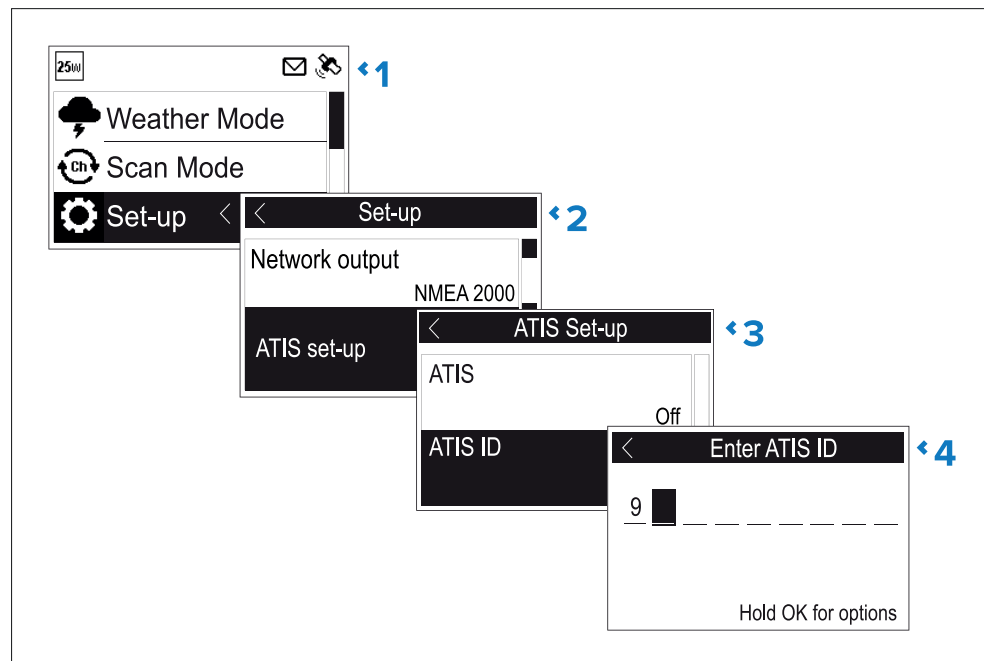 25W
1
Weather Mode
Ch
Scan Mode
Set-up <
< Set-up
2
Network output
NMEA 2000
ATIS set-up
< ATIS Set-up
3
ATIS
Off
ATIS ID
< Enter ATIS ID
4
9
Hold OK for options